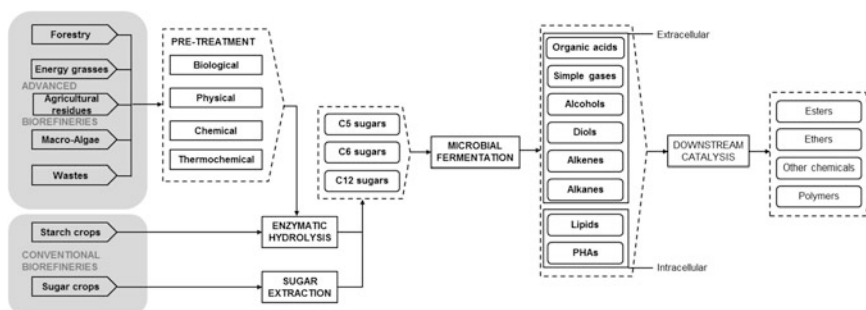 Forestry
Energy grasses
ADVANCED
Agricultural
residues
BIOREFINERIES
Macro-Algae
Wastes
Starch crops
CONVENTIONAL
BIOREFINERIES
Sugar crops
PRE-TREATMENT
Biological
Physical
Chemical
Thermochemical
ENZYMATIC
HYDROLYSIS
SUGAR
EXTRACTION
C5 sugars
C6 sugars
C12 sugars
MICROBIAL
FERMENTATION
Extracellular
Organic acids
Simple gases
Alcohols
Diols
Alkenes
Alkanes
Lipids
PHAs
Intracellular
DOWNSTREAM
CATALYSIS
Esters
Ethers
Other chemicals
Polymers